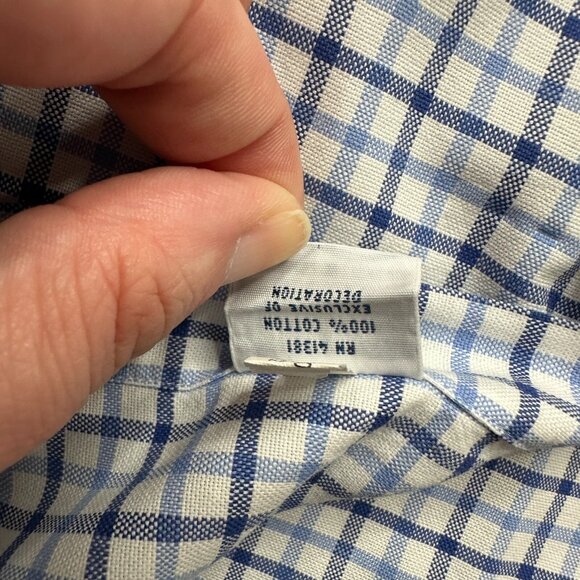 RN 41381
100% COTTON
EXCLUSIVE OF
DECORATION